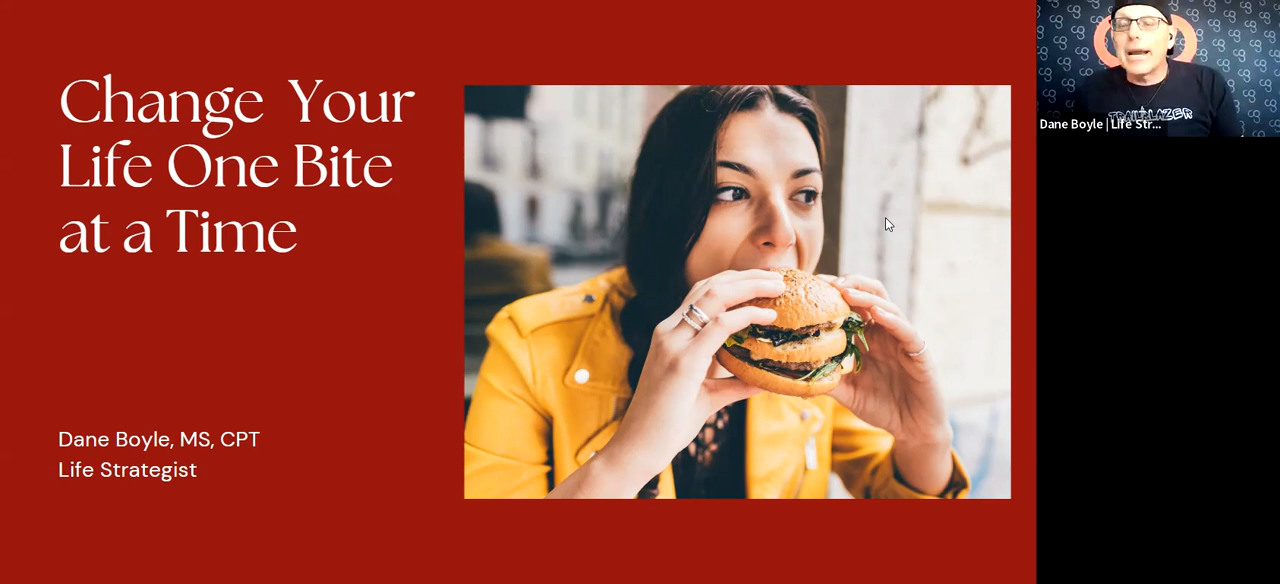 Change Your
Life One Bite
at a Time
Dane Boyle, MS, CPT
Life Strategist
TRAILBLAZER
Dane Boyle | Life Str...